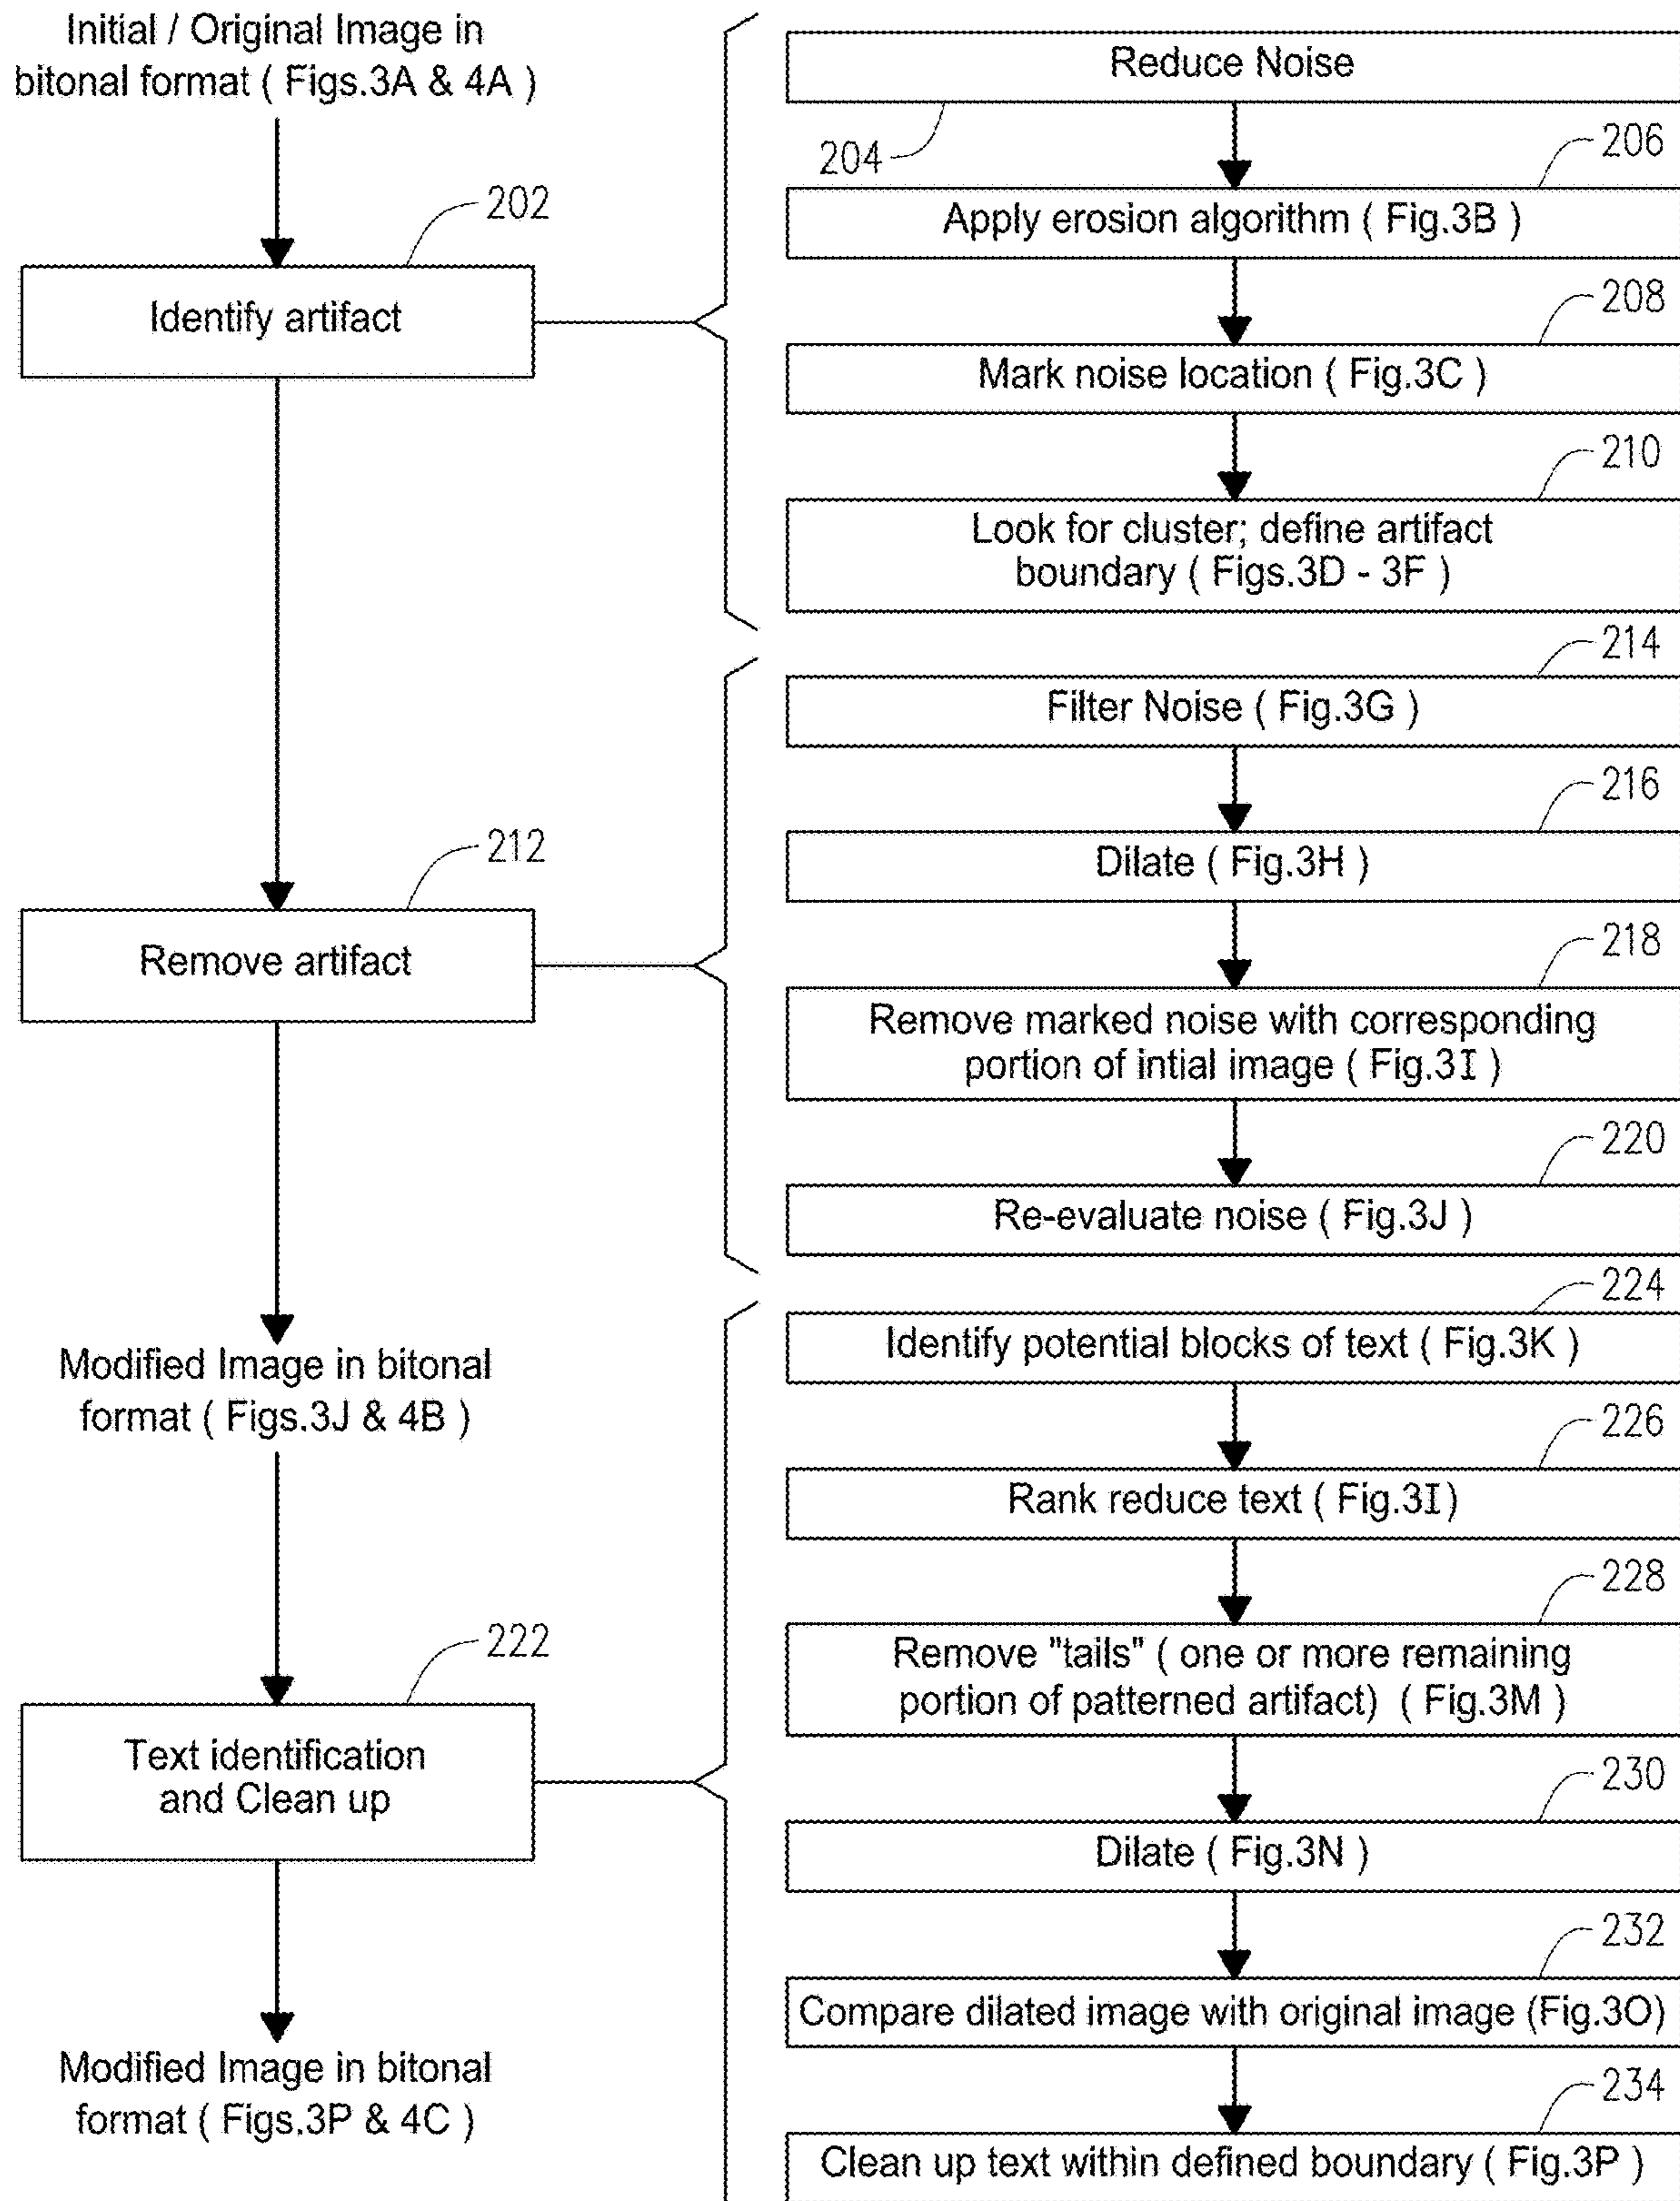 Initial / Original Image in
bitonal format ( Figs.3A & 4A )
202
Identify artifact
Reduce Noise
204
206
Apply erosion algorithm ( Fig.3B )
208
Mark noise location ( Fig.3C )
210
Look for cluster; define artifact
boundary ( Figs.3D - 3F )
212
Remove artifact
214
Filter Noise ( Fig.3G )
216
Dilate ( Fig.3H )
218
Remove marked noise with corresponding
portion of intial image ( Fig.3I )
220
Re-evaluate noise ( Fig.3J )
Modified Image in bitonal
format ( Figs.3J & 4B )
222
Text identification
and Clean up
224
Identify potential blocks of text ( Fig.3K )
226
Rank reduce text ( Fig.3I)
228
Remove "tails" ( one or more remaining
portion of patterned artifact) ( Fig.3M )
230
Dilate ( Fig.3N )
232
Compare dilated image with original image (Fig.3O)
234
Clean up text within defined boundary ( Fig.3P )
Modified Image in bitonal
format ( Figs.3P & 4C )